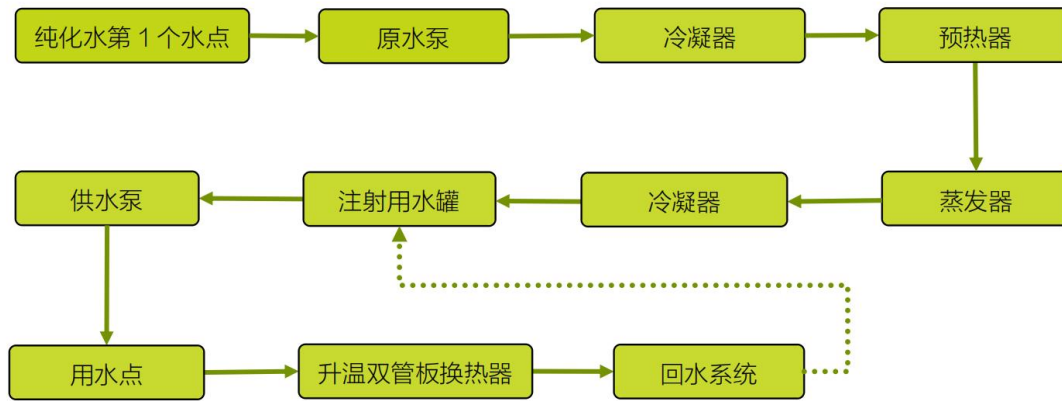 纯化水第 1 个水点
原水泵
冷凝器
预热器
供水泵
注射用水罐
冷凝器
蒸发器
用水点
升温双管板换热器
回水系统